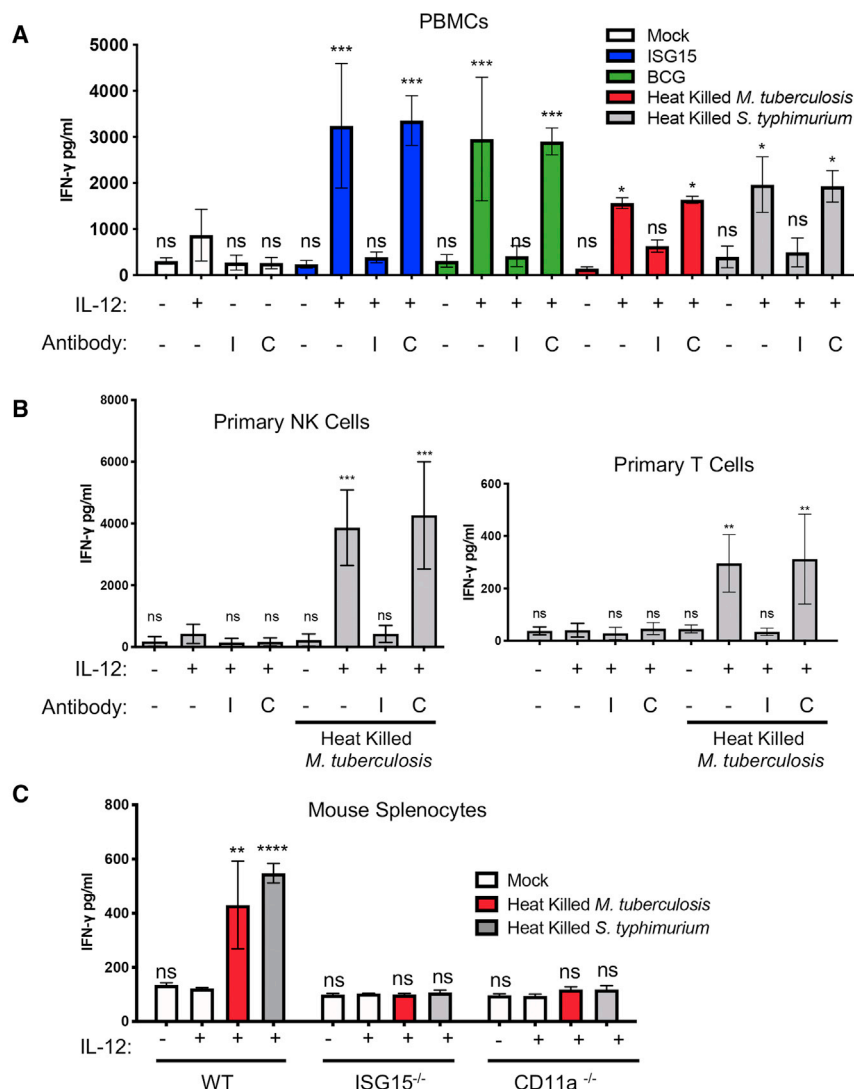 A
PBMCs
IFN-γ pg/ml
5000
4000
3000
2000
1000
0
Mock
ISG15
BCG
Heat Killed M. tuberculosis
Heat Killed S. typhimurium
ns ns ns ns *** ns *** ns *** ns *** ns * ns * ns * ns *
IL-12: - + + + - + + + - + + + - + + + - + + +
Antibody: - - I C - - I C - - I C - - I C - - I C
B
Primary NK Cells
IFN-γ pg/ml
8000
6000
4000
2000
0
ns ns ns ns *** ns ***
IL-12: - + + + - + + +
Antibody: - - I C - - I C
Heat Killed
M. tuberculosis
Primary T Cells
IFN-γ pg/ml
600
400
200
0
ns ns ns ns ns ** ns **
- + + + - + + +
- - I C - - I C
Heat Killed
M. tuberculosis
C
Mouse Splenocytes
IFN-γ pg/ml
800
600
400
200
0
Mock
Heat Killed M. tuberculosis
Heat Killed S. typhimurium
ns ** **** ns ns ns ns ns ns
IL-12: - + + + - + + + - + + +
WT ISG15-/- CD11a -/-